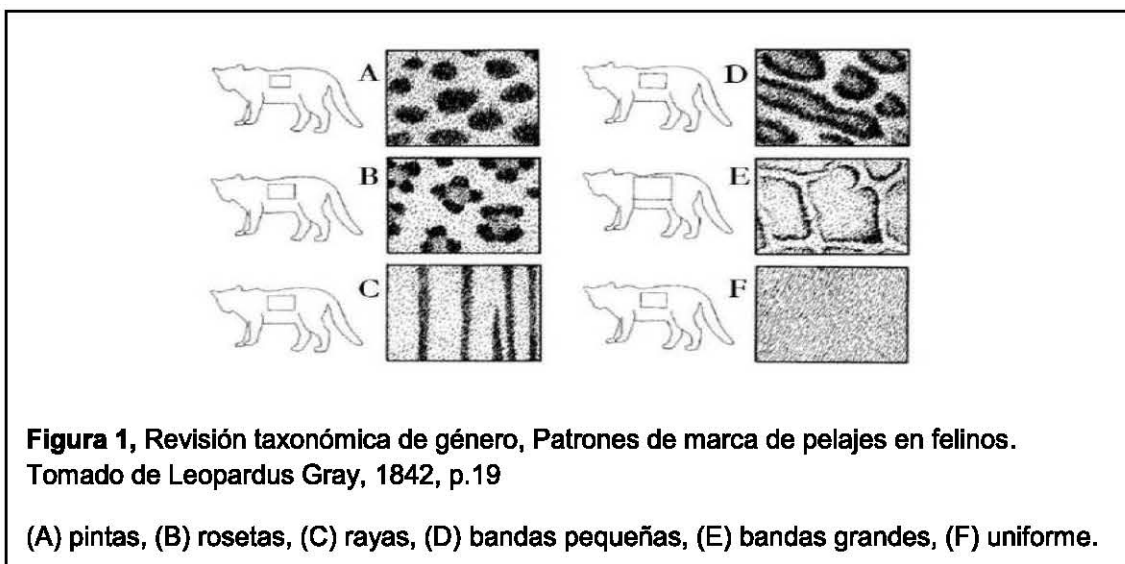 A
D
B
E
C
F
Figura 1, Revisión taxonómica de género, Patrones de marca de pelajes en felinos.
Tomado de Leopardus Gray, 1842, p.19
(A) pintas, (B) rosetas, (C) rayas, (D) bandas pequeñas, (E) bandas grandes, (F) uniforme.